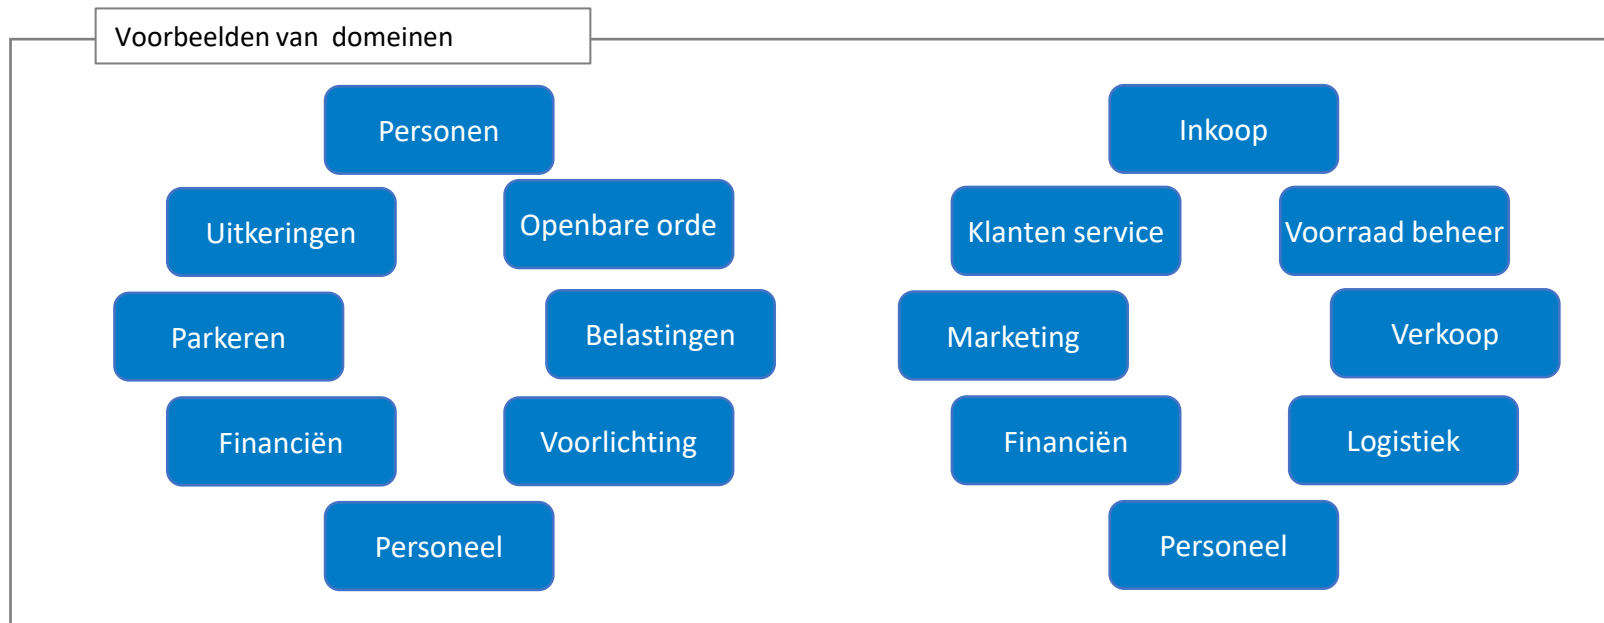 Voorbeelden van domeinen
Personen
Uitkeringen
Openbare orde
Parkeren
Belastingen
Financiën
Voorlichting
Personeel
Inkoop
Klanten service
Voorraad beheer
Marketing
Verkoop
Financiën
Logistiek
Personeel